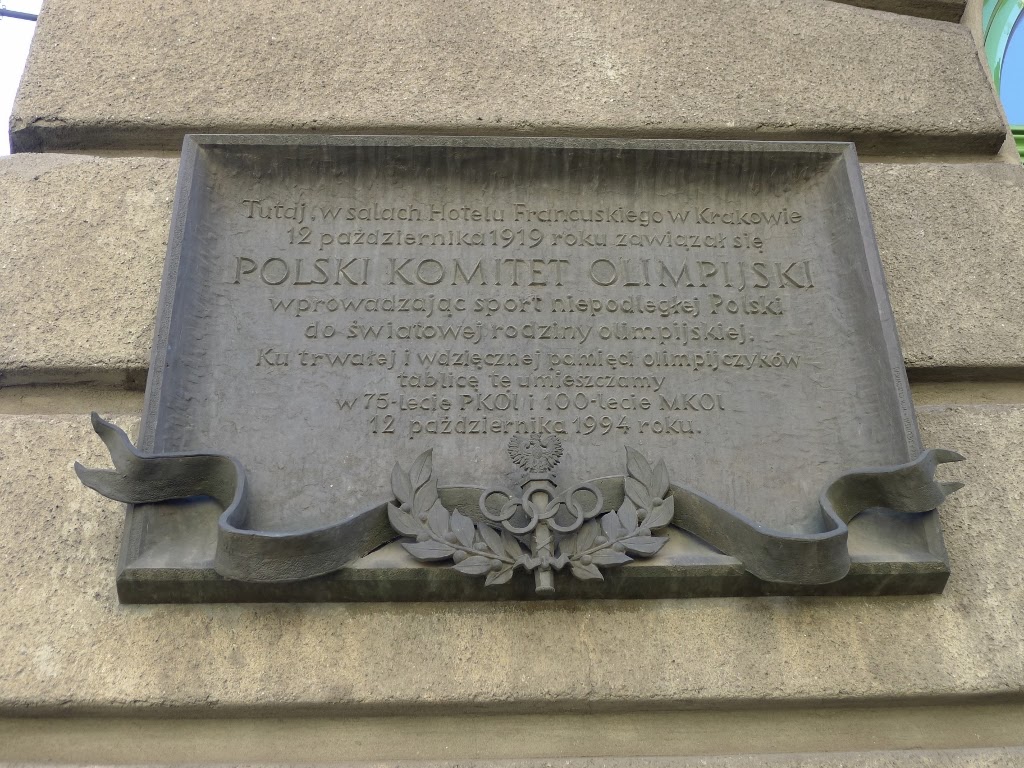 Tutaj, w salach Hotelu Francuskiego w Krakowie
12 października 1919 roku zawiązał się
POLSKI KOMITET OLIMPIJSKI
wprowadzając sport niepodległej Polski
do światowej rodziny olimpijskiej.
Ku trwałej i wdzięcznej pamięci olimpijczyków
tablicę tę umieszczamy
w 75-lecie PKOl i 100-lecie MKOl
12 października 1994 roku.